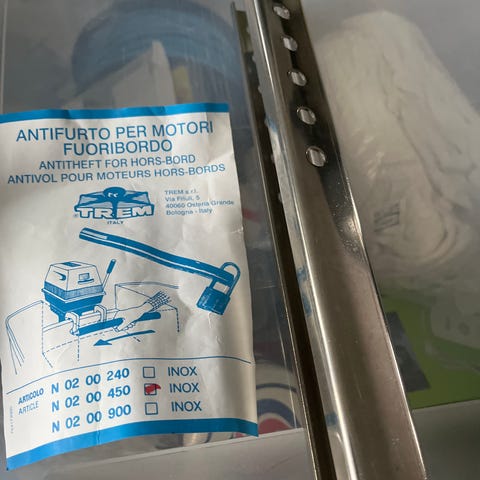 ANTIFURTO PER MOTORI
FUORIBORDO
ANTITHEFT FOR HORS-BORD
ANTIVOL POUR MOTEURS HORS-BORDS
TREM
ITALY
TREM s.r.l.
Via Friuli, 5
40060 Osteria Grande
Bologna - Italy
ARTICOLO
ARTICLE
N 02 00 240 INOX
N 02 00 450 INOX
N 02 00 900 INOX